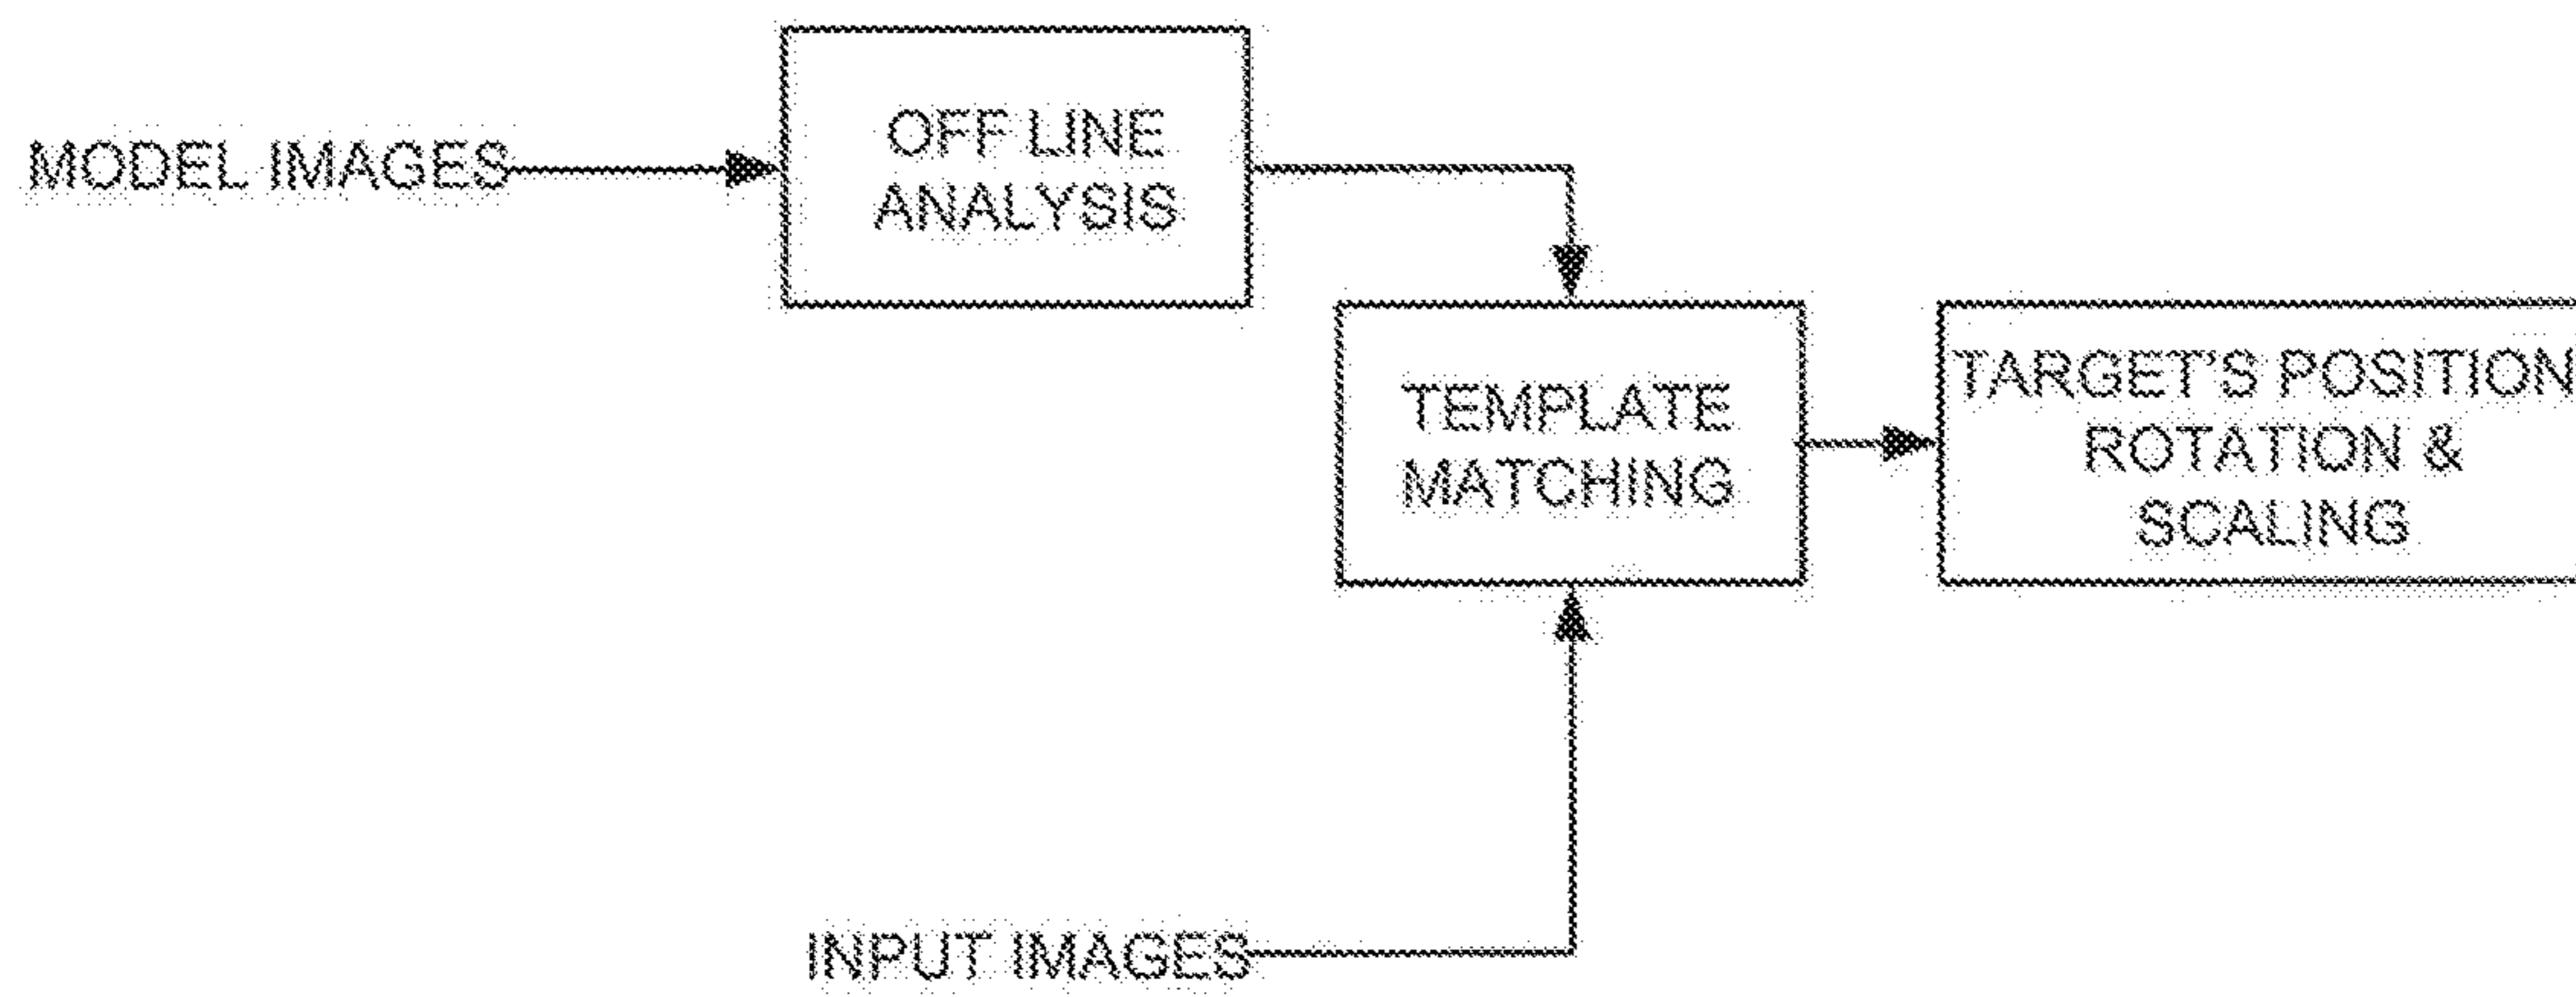 OFF LINE
ANALYSIS
MODEL IMAGES
TEMPLATE
MATCHING
TARGET'S POSITION
ROTATION &
SCALING
INPUT IMAGES